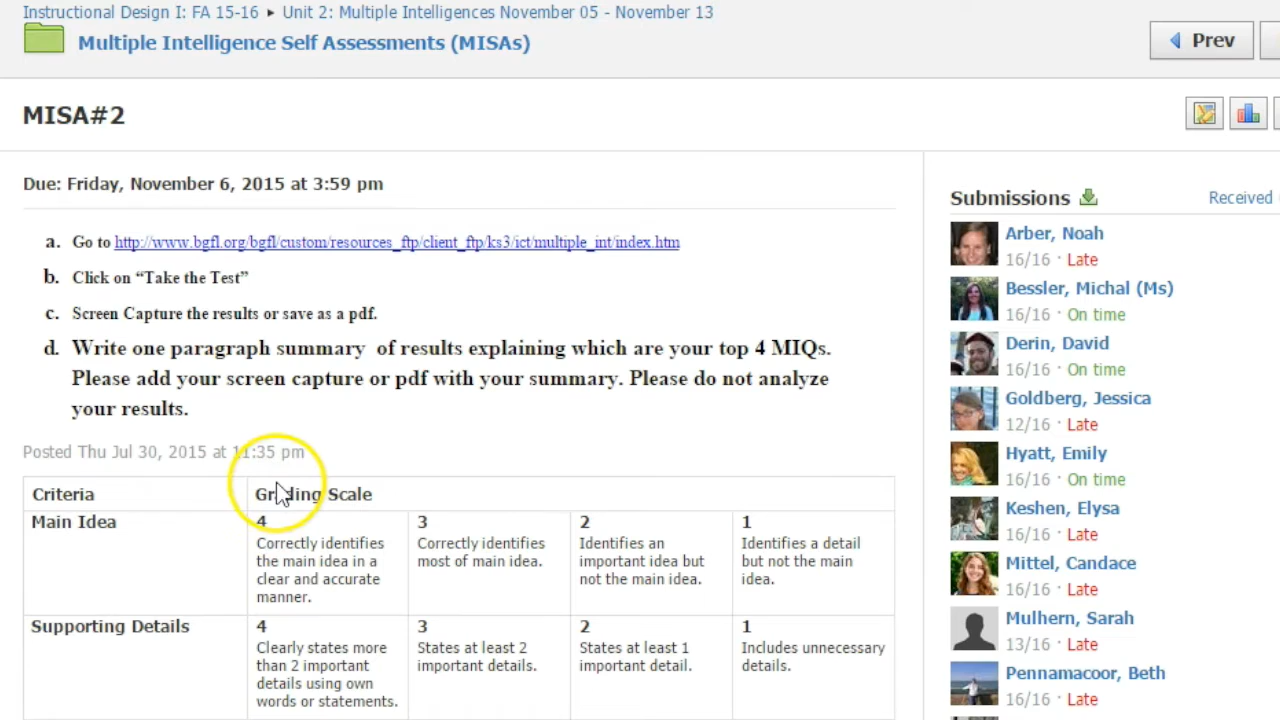 Instructional Design I: FA 15-16 ▸ Unit 2: Multiple Intelligences November 05 - November 13
Multiple Intelligence Self Assessments (MISAs)
Prev
MISA#2
Due: Friday, November 6, 2015 at 3:59 pm
a. Go to http://www.bgfl.org/bgfl/custom/resources_ftp/client_ftp/ks3/ict/multiple_int/index.htm
b. Click on “Take the Test”
c. Screen Capture the results or save as a pdf.
d. Write one paragraph summary of results explaining which are your top 4 MIQs.
Please add your screen capture or pdf with your summary. Please do not analyze
your results.
Posted Thu Jul 30, 2015 at 11:35 pm
Criteria Grading Scale
Main Idea 4 3 2 1
Correctly identifies Correctly identifies Identifies an Identifies a detail
the main idea in a most of main idea. important idea but but not the main
clear and accurate not the main idea. idea.
manner.
Supporting Details 4 3 2 1
Clearly states more States at least 2 States at least 1 Includes unnecessary
than 2 important important details. important detail. details.
details using own
words or statements.
Submissions Received
Arber, Noah
16/16 · Late
Bessler, Michal (Ms)
16/16 · On time
Derin, David
16/16 · On time
Goldberg, Jessica
12/16 · Late
Hyatt, Emily
16/16 · On time
Keshen, Elysa
16/16 · Late
Mittel, Candace
16/16 · Late
Mulhern, Sarah
13/16 · Late
Pennamacoor, Beth
16/16 · Late